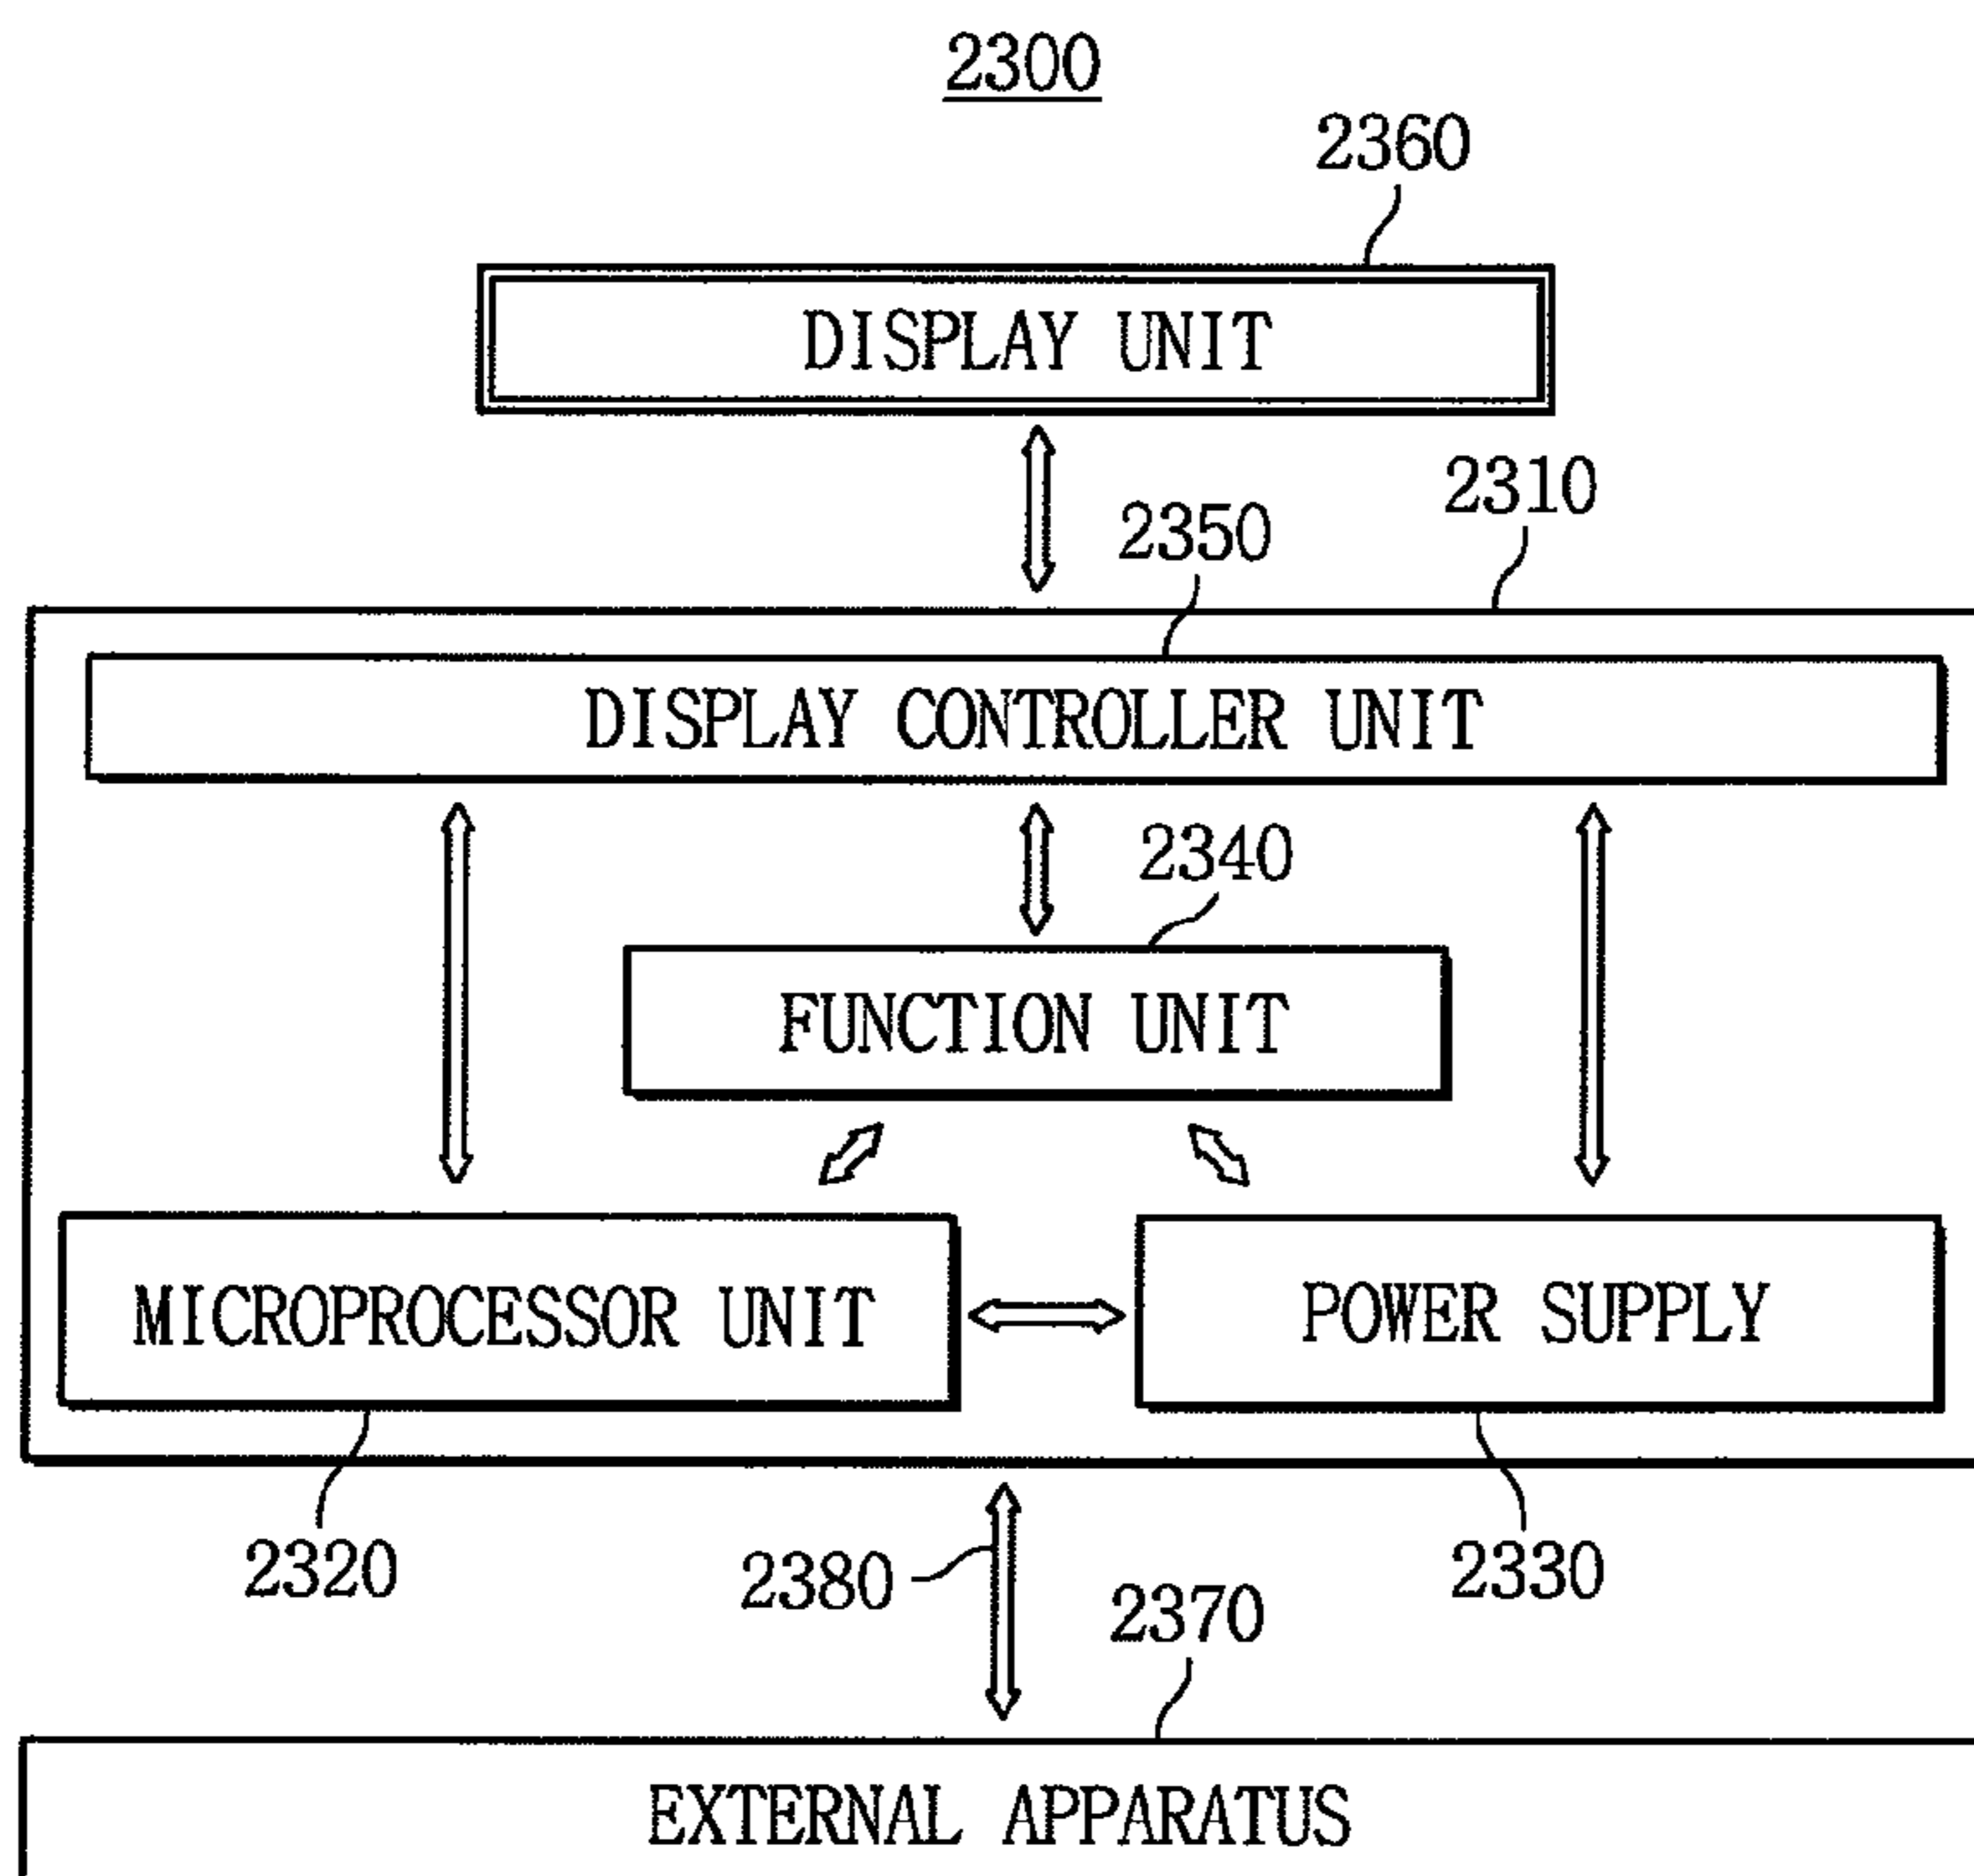 2300
2360
DISPLAY UNIT
2310
2350
DISPLAY CONTROLLER UNIT
2340
FUNCTION UNIT
MICROPROCESSOR UNIT
POWER SUPPLY
2320
2380
2330
2370
EXTERNAL APPARATUS